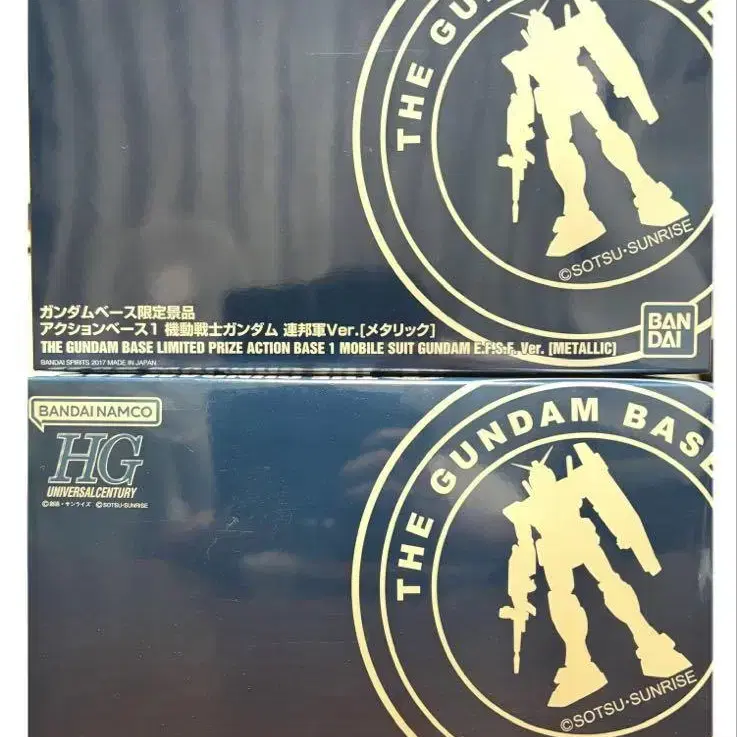 THE GUNDAM BASE
©SOTSU・SUNRISE
ガンダムベース限定景品
アクションベース1 機動戦士ガンダム 連邦軍Ver.[メタリック]
THE GUNDAM BASE LIMITED PRIZE ACTION BASE 1 MOBILE SUIT GUNDAM E.F.S.F. Ver. [METALLIC]
BANDAI SPIRITS 2017 MADE IN JAPAN
BAN
DAI
BANDAI NAMCO
HG
UNIVERSAL CENTURY
©創通・サンライズ ©SOTSU・SUNRISE
THE GUNDAM BASE
©SOTSU・SUNRISE